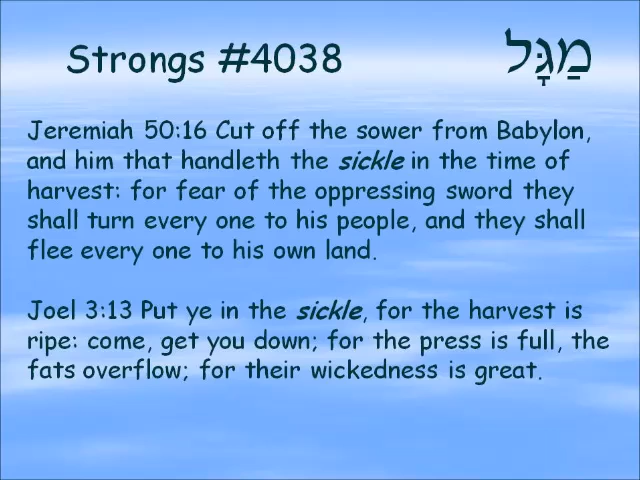 Strongs #4038 מַגָּל
Jeremiah 50:16 Cut off the sower from Babylon,
and him that handleth the sickle in the time of
harvest: for fear of the oppressing sword they
shall turn every one to his people, and they shall
flee every one to his own land.
Joel 3:13 Put ye in the sickle, for the harvest is
ripe: come, get you down; for the press is full, the
fats overflow; for their wickedness is great.